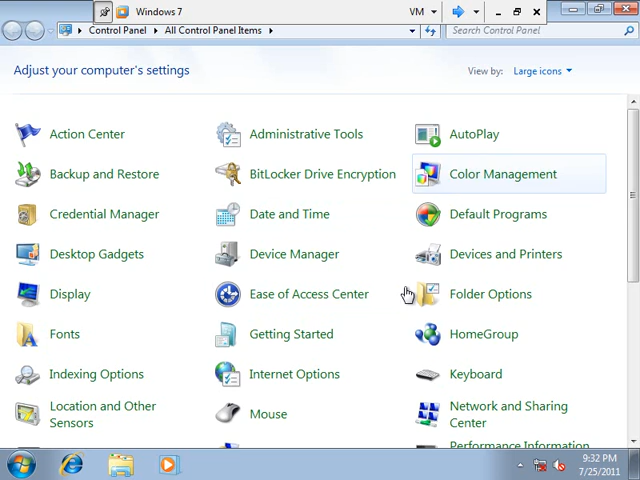 Windows 7
VM
Control Panel
All Control Panel Items
Search Control Panel
Adjust your computer's settings
View by:
Large icons
Action Center
Administrative Tools
AutoPlay
Backup and Restore
BitLocker Drive Encryption
Color Management
Credential Manager
Date and Time
Default Programs
Desktop Gadgets
Device Manager
Devices and Printers
Display
Ease of Access Center
Folder Options
Fonts
Getting Started
HomeGroup
Indexing Options
Internet Options
Keyboard
Location and Other
Sensors
Mouse
Network and Sharing
Center
Performance Information
9:32 PM
7/25/2011